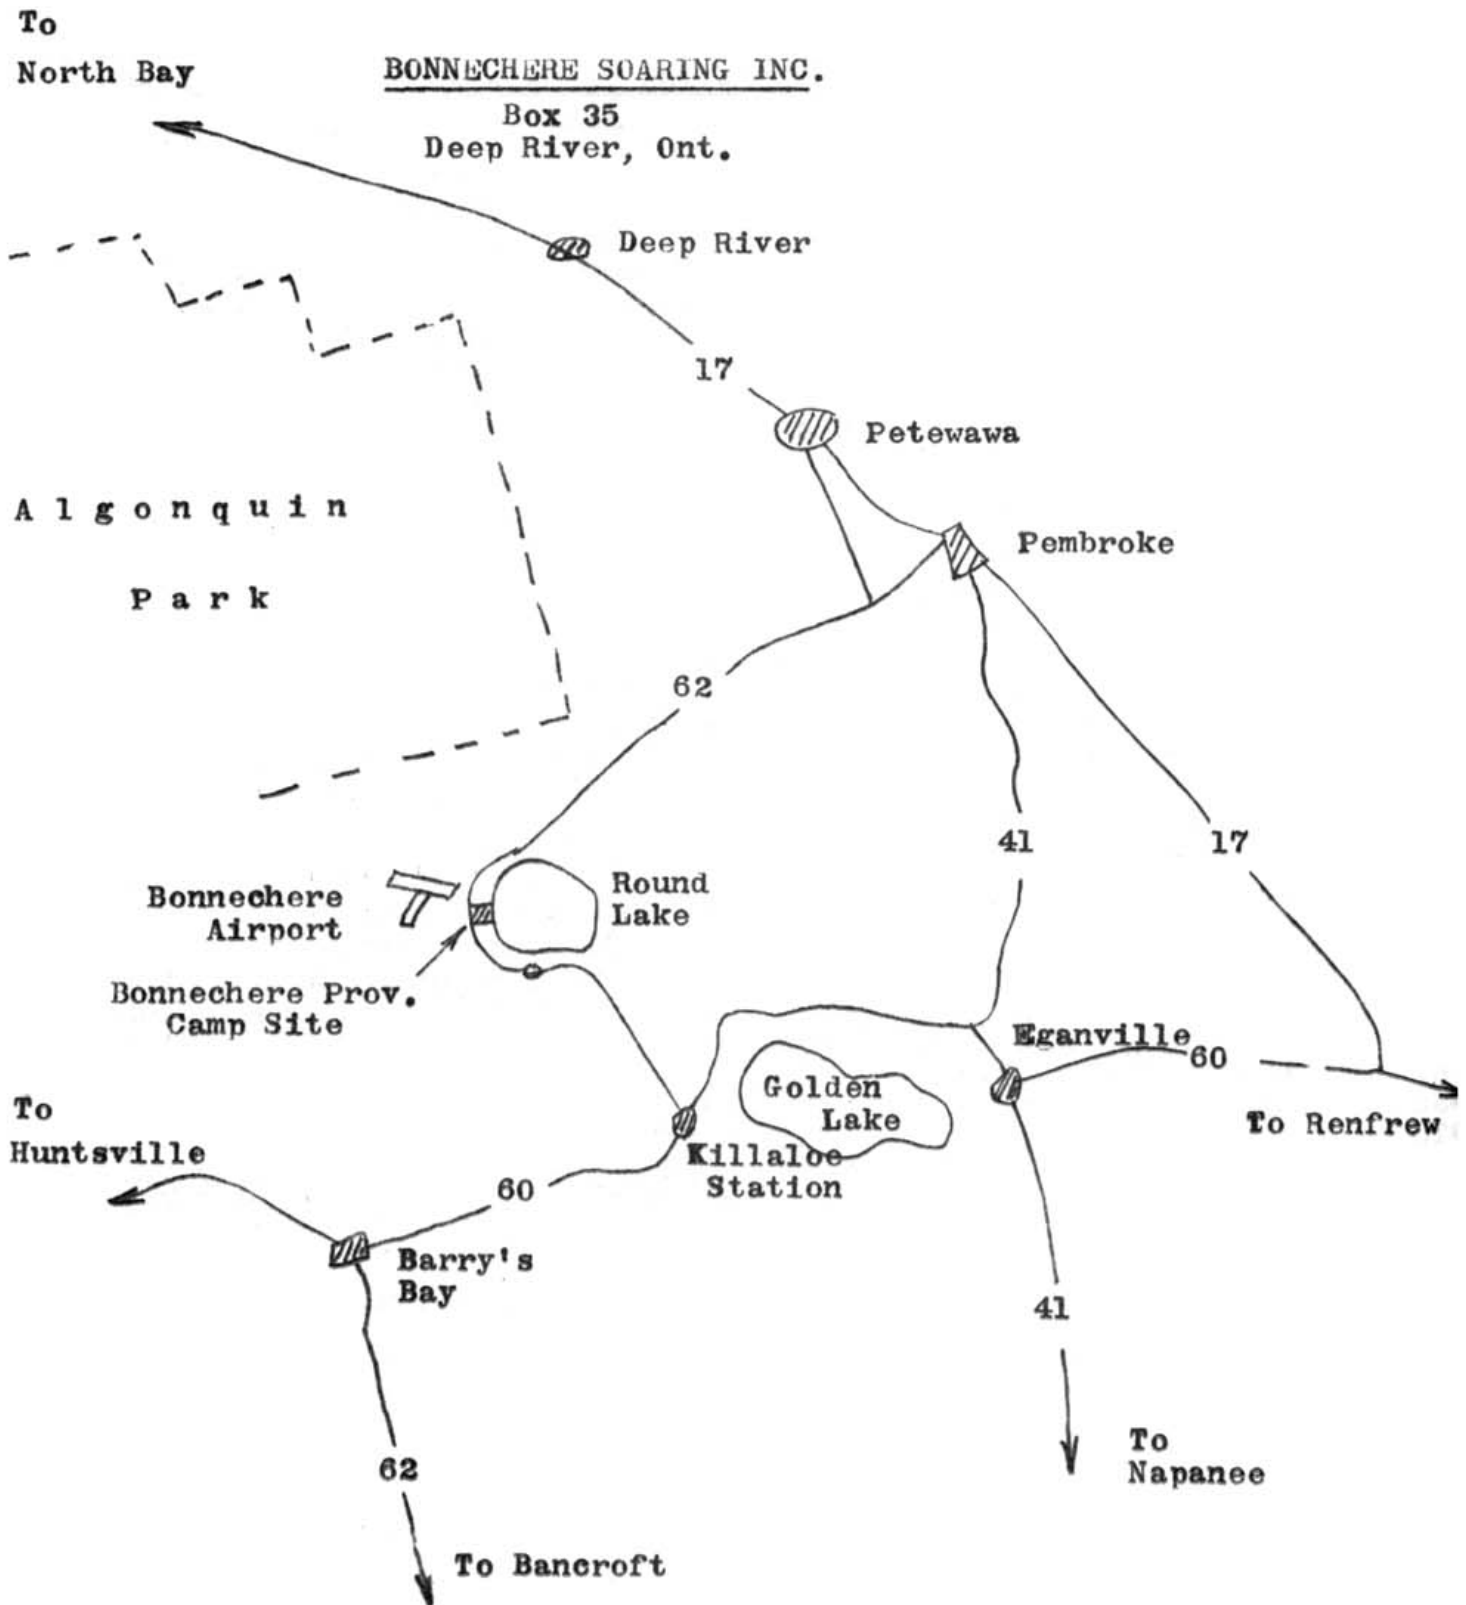 To
North Bay
BONNECHERE SOARING INC.
Box 35
Deep River, Ont.
Deep River
17
Petewawa
Algonquin
Park
Pembroke
62
41
17
Bonnechere
Airport
Round
Lake
Bonnechere Prov.
Camp Site
Eganville
60
Golden
Lake
To Renfrew
To
Huntsville
Killaloe
Station
60
Barry's
Bay
41
To
Napanee
62
To Bancroft